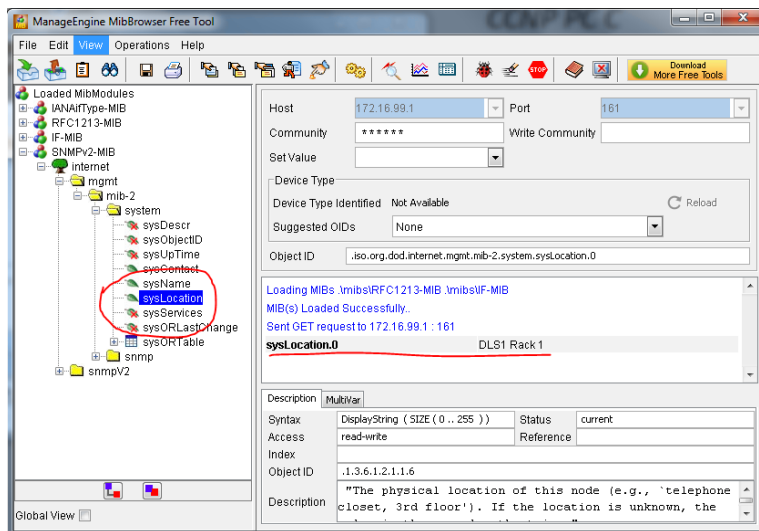 ManageEngine MibBrowser Free Tool
CCNP PC C
File Edit View Operations Help
STOP
Download
More Free Tools
Loaded MibModules
IANAifType-MIB
RFC1213-MIB
IF-MIB
SNMPv2-MIB
internet
mgmt
mib-2
system
sysDescr
sysObjectID
sysUpTime
sysContact
sysName
sysLocation
sysServices
sysORLastChange
sysORTable
snmp
snmpV2
Global View
Host 172.16.99.1 Port 161
Community ****** Write Community
Set Value
Device Type
Device Type Identified Not Available Reload
Suggested OIDs None
Object ID .iso.org.dod.internet.mgmt.mib-2.system.sysLocation.0
Loading MIBs .\mibs\RFC1213-MIB .\mibs\IF-MIB
MIB(s) Loaded Successfully..
Sent GET request to 172.16.99.1 : 161
sysLocation.0 DLS1 Rack 1
Description MultiVar
Syntax DisplayString ( SIZE ( 0 .. 255 ) ) Status current
Access read-write Reference
Index
Object ID .1.3.6.1.2.1.1.6
Description "The physical location of this node (e.g., `telephone
closet, 3rd floor'). If the location is unknown, the